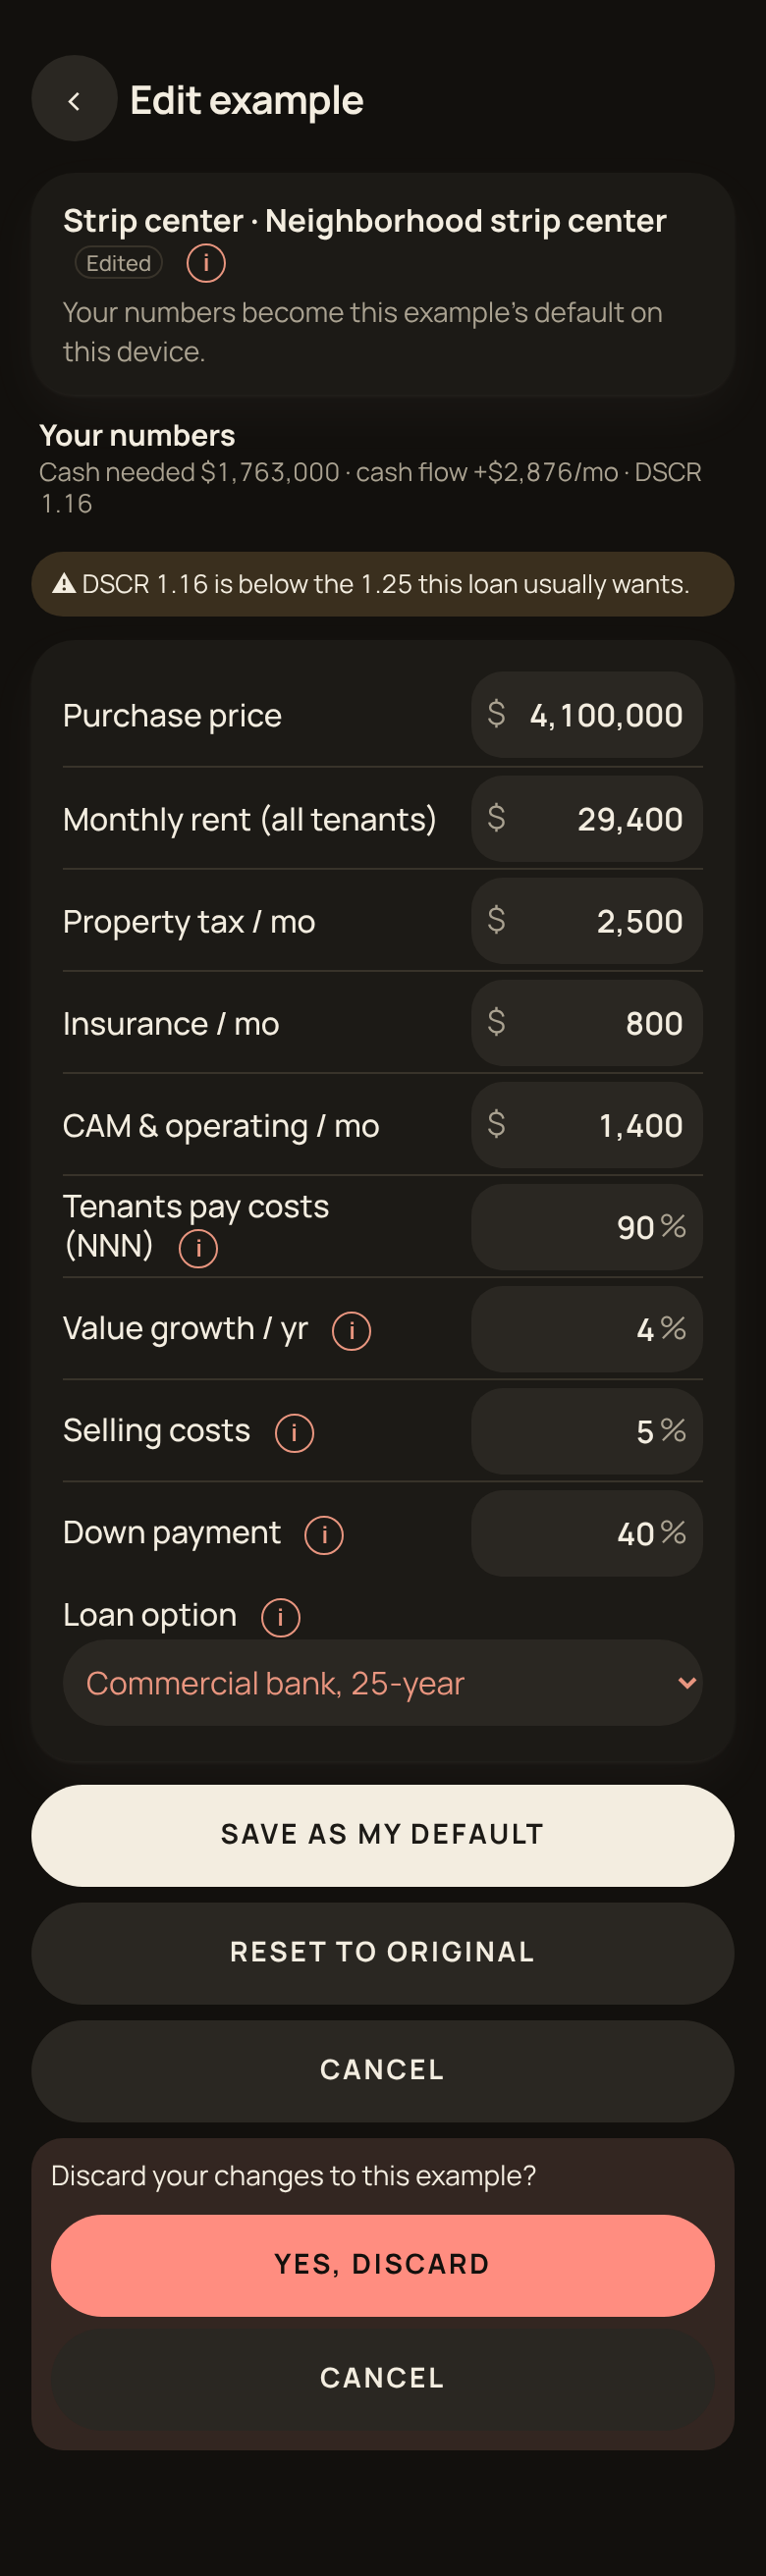 Edit example
Strip center · Neighborhood strip center
Edited i
Your numbers become this example's default on
this device.
Your numbers
Cash needed $1,763,000 · cash flow +$2,876/mo · DSCR
1.16
⚠ DSCR 1.16 is below the 1.25 this loan usually wants.
Purchase price $ 4,100,000
Monthly rent (all tenants) $ 29,400
Property tax / mo $ 2,500
Insurance / mo $ 800
CAM & operating / mo $ 1,400
Tenants pay costs
(NNN) i 90 %
Value growth / yr i 4 %
Selling costs i 5 %
Down payment i 40 %
Loan option i
Commercial bank, 25-year
SAVE AS MY DEFAULT
RESET TO ORIGINAL
CANCEL
Discard your changes to this example?
YES, DISCARD
CANCEL